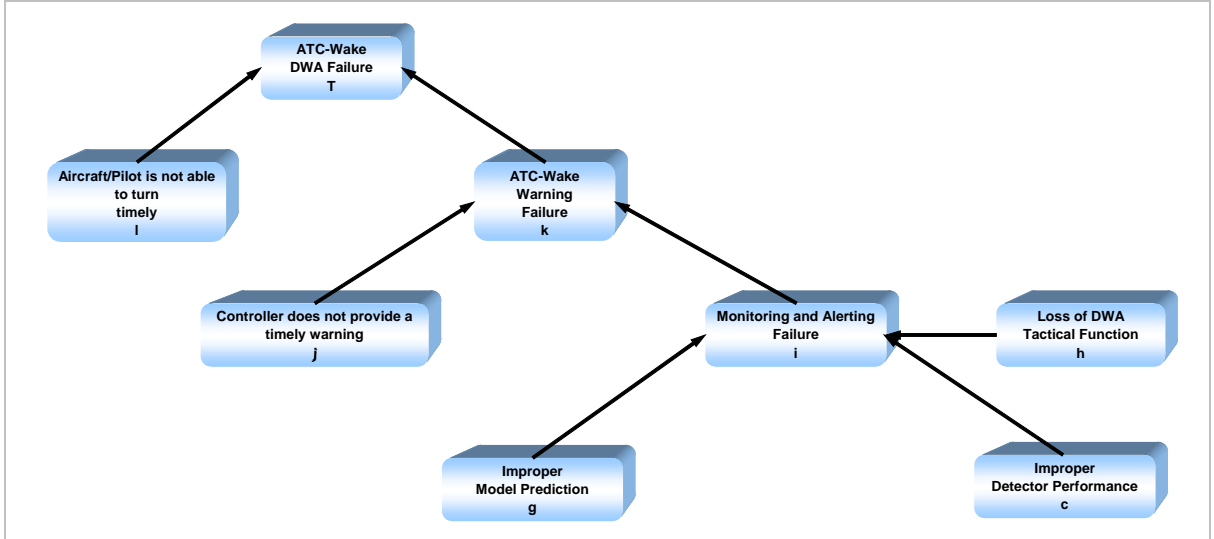 ATC-Wake
DWA Failure
T
Aircraft/Pilot is not able
to turn
timely
l
ATC-Wake
Warning
Failure
k
Controller does not provide a
timely warning
j
Monitoring and Alerting
Failure
i
Loss of DWA
Tactical Function
h
Improper
Model Prediction
g
Improper
Detector Performance
c